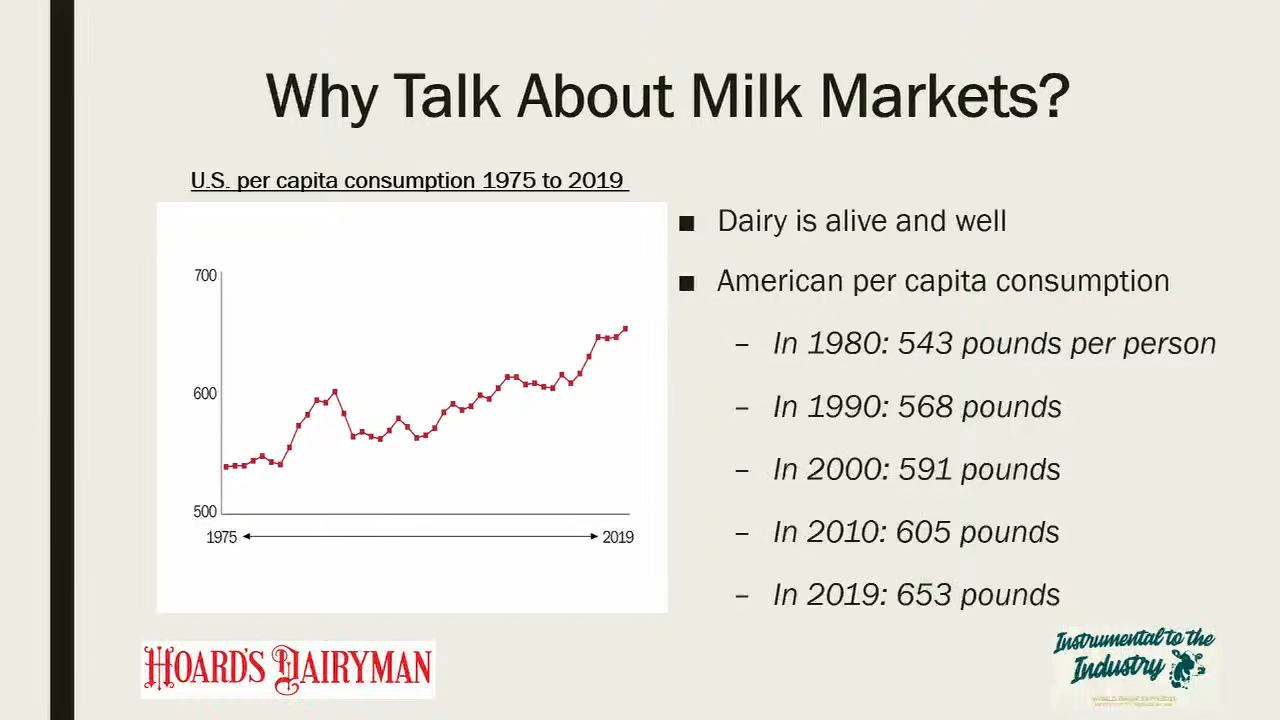 Why Talk About Milk Markets?
U.S. per capita consumption 1975 to 2019
700
600
500
1975
2019
■ Dairy is alive and well
■ American per capita consumption
– In 1980: 543 pounds per person
– In 1990: 568 pounds
– In 2000: 591 pounds
– In 2010: 605 pounds
– In 2019: 653 pounds
HOARD'S DAIRYMAN
Instrumental to the
Industry